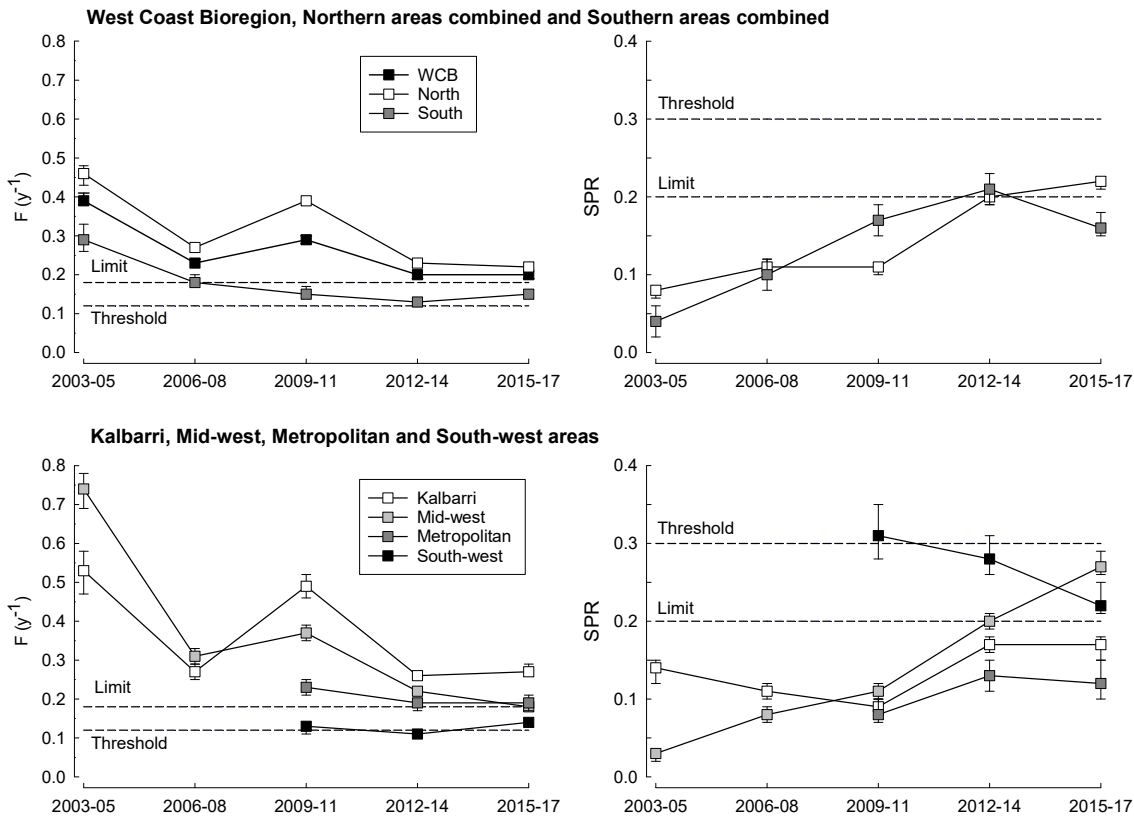 West Coast Bioregion, Northern areas combined and Southern areas combined
0.8
0.7
0.6
0.5
0.4
0.3
0.2
0.1
0.0
F (y⁻¹)
WCB
North
South
Limit
Threshold
2003-05 2006-08 2009-11 2012-14 2015-17
0.4
0.3
0.2
0.1
0.0
SPR
Threshold
Limit
2003-05 2006-08 2009-11 2012-14 2015-17
Kalbarri, Mid-west, Metropolitan and South-west areas
0.8
0.7
0.6
0.5
0.4
0.3
0.2
0.1
0.0
F (y⁻¹)
Kalbarri
Mid-west
Metropolitan
South-west
Limit
Threshold
2003-05 2006-08 2009-11 2012-14 2015-17
0.4
0.3
0.2
0.1
0.0
SPR
Threshold
Limit
2003-05 2006-08 2009-11 2012-14 2015-17